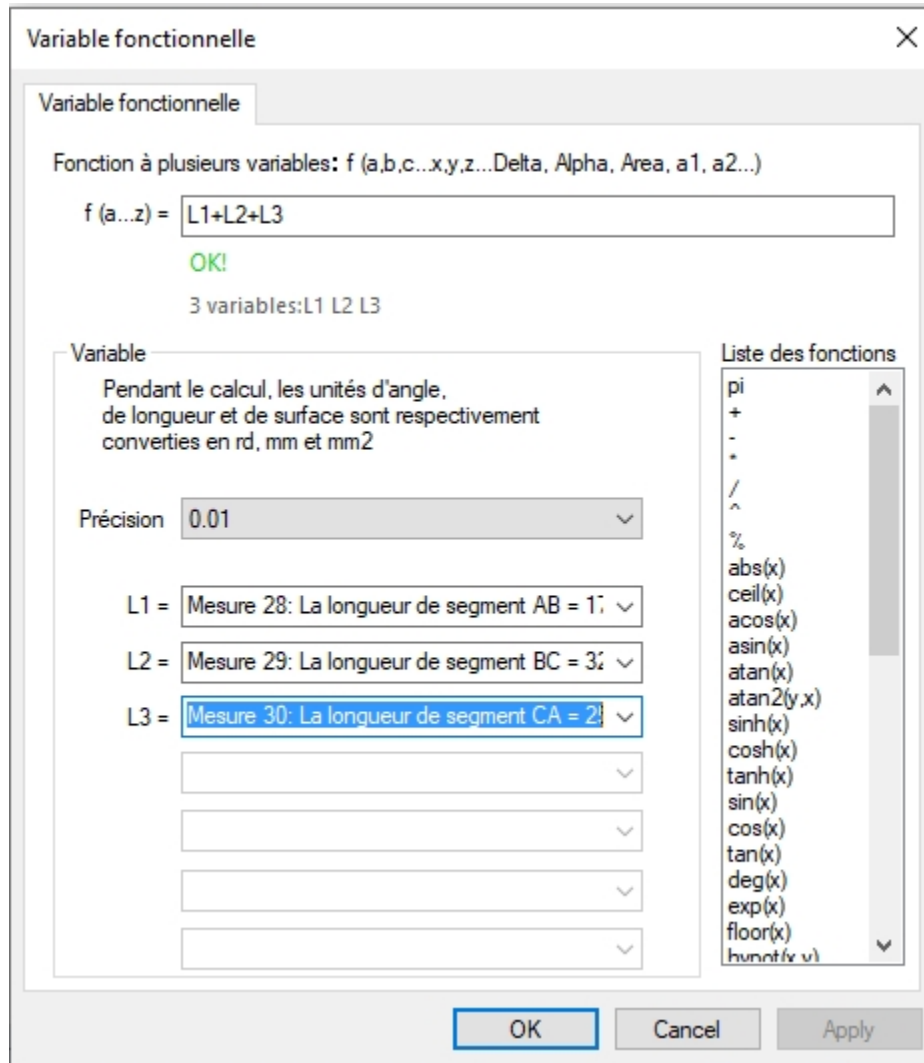 Variable fonctionnelle
Variable fonctionnelle
Fonction à plusieurs variables: f (a,b,c...x,y,z...Delta, Alpha, Area, a1, a2...)
f (a...z) = L1+L2+L3
OK!
3 variables:L1 L2 L3
Variable
Pendant le calcul, les unités d'angle,
de longueur et de surface sont respectivement
converties en rd, mm et mm2
Précision 0.01
L1 = Mesure 28: La longueur de segment AB = 17
L2 = Mesure 29: La longueur de segment BC = 32
L3 = Mesure 30: La longueur de segment CA = 25
Liste des fonctions
pi
+
-
*
/
^
%
abs(x)
ceil(x)
acos(x)
asin(x)
atan(x)
atan2(y,x)
sinh(x)
cosh(x)
tanh(x)
sin(x)
cos(x)
tan(x)
deg(x)
exp(x)
floor(x)
hypot(x,y)
OK Cancel Apply